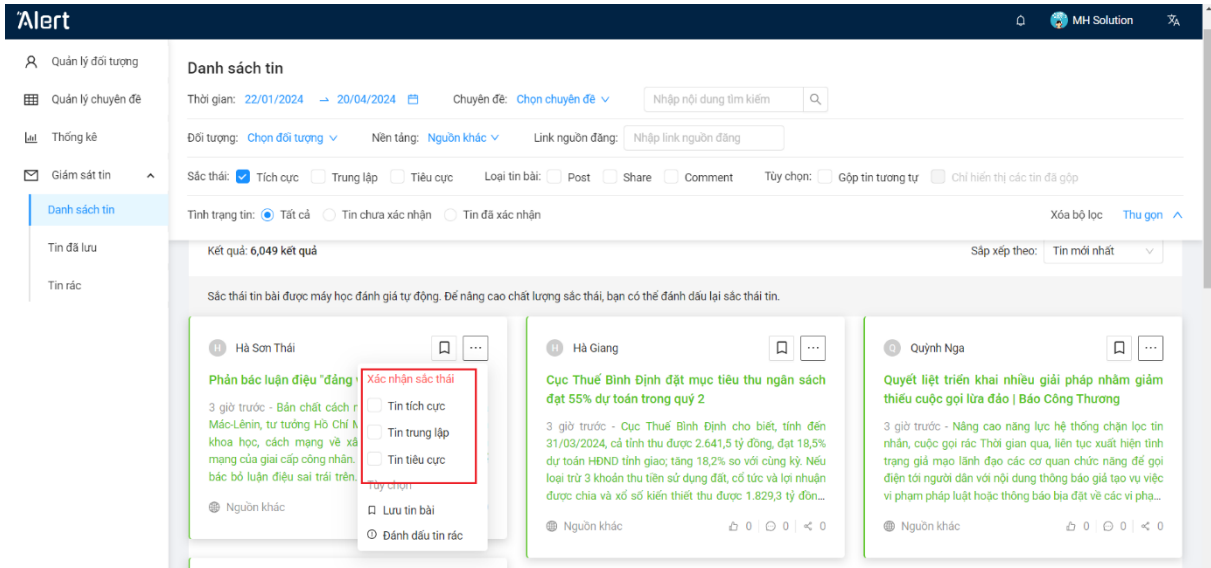 Alert
MH Solution
Quản lý đối tượng
Quản lý chuyên đề
Thống kê
Giám sát tin
Danh sách tin
Tin đã lưu
Tin rác
Danh sách tin
Thời gian: 22/01/2024 → 20/04/2024 Chuyên đề: Chọn chuyên đề Nhập nội dung tìm kiếm
Đối tượng: Chọn đối tượng Nền tảng: Nguồn khác Link nguồn đăng: Nhập link nguồn đăng
Sắc thái: Tích cực Trung lập Tiêu cực Loại tin bài: Post Share Comment Tùy chọn: Gộp tin tương tự Chỉ hiển thị các tin đã gộp
Tình trạng tin: Tất cả Tin chưa xác nhận Tin đã xác nhận Xóa bộ lọc Thu gọn
Kết quả: 6,049 kết quả Sắp xếp theo: Tin mới nhất
Sắc thái tin bài được máy học đánh giá tự động. Để nâng cao chất lượng sắc thái, bạn có thể đánh dấu lại sắc thái tin.
H Hà Sơn Thái
Phản bác luận điệu "đảng
3 giờ trước - Bản chất cách
Mác-Lênin, tư tưởng Hồ Chí
khoa học, cách mạng về xâ
mạng của giai cấp công nhân.
bác bỏ luận điệu sai trái trên.
Nguồn khác
Xác nhận sắc thái
Tin tích cực
Tin trung lập
Tin tiêu cực
Tùy chọn
Lưu tin bài
Đánh dấu tin rác
H Hà Giang
Cục Thuế Bình Định đặt mục tiêu thu ngân sách
đạt 55% dự toán trong quý 2
3 giờ trước - Cục Thuế Bình Định cho biết, tính đến
31/03/2024, cả tỉnh thu được 2.641,5 tỷ đồng, đạt 18,5%
dự toán HĐND tỉnh giao; tăng 18,2% so với cùng kỳ. Nếu
loại trừ 3 khoản thu tiền sử dụng đất, cổ tức và lợi nhuận
được chia và xổ số kiến thiết thu được 1.829,3 tỷ đồn...
Nguồn khác 0 0 0
Q Quỳnh Nga
Quyết liệt triển khai nhiều giải pháp nhằm giảm
thiểu cuộc gọi lừa đảo | Báo Công Thương
3 giờ trước - Nâng cao năng lực hệ thống chặn lọc tin
nhắn, cuộc gọi rác Thời gian qua, liên tục xuất hiện tình
trạng giả mạo lãnh đạo các cơ quan chức năng để gọi
điện tới người dân với nội dung thông báo giả tạo vụ việc
vi phạm pháp luật hoặc thông báo bịa đặt về các vi phạ...
Nguồn khác 0 0 0